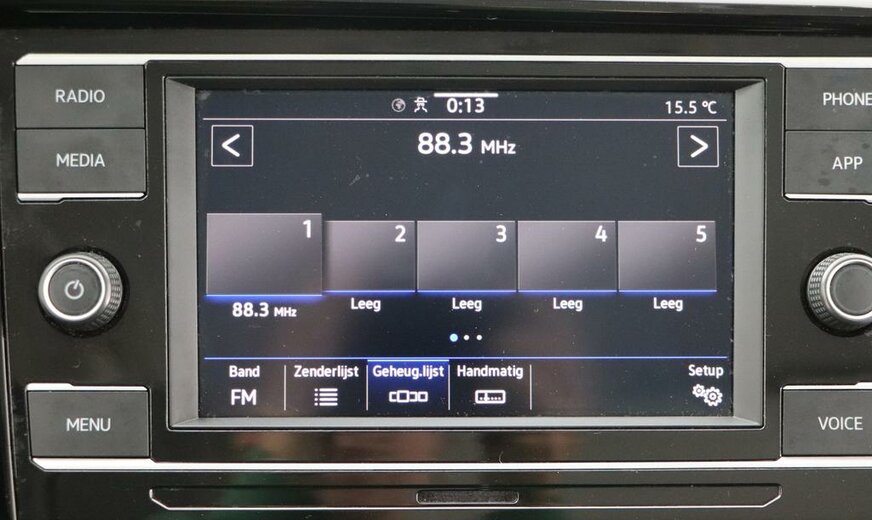 RADIO
MEDIA
MENU
0:13
15.5 °C
< 88.3 MHz >
1 2 3 4 5
88.3 MHz Leeg Leeg Leeg Leeg
Band Zenderlijst Geheug.lijst Handmatig Setup
FM
PHONE
APP
VOICE